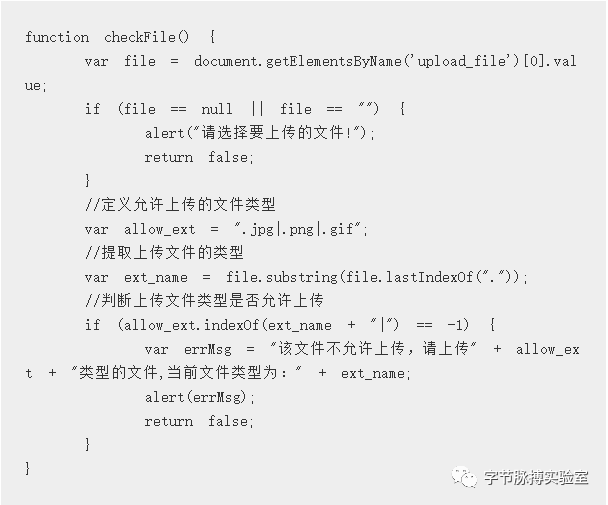 function checkFile() {
var file = document.getElementsByName('upload_file')[0].val
ue;
if (file == null || file == "") {
alert("请选择要上传的文件!");
return false;
}
//定义允许上传的文件类型
var allow_ext = ".jpg|.png|.gif";
//提取上传文件的类型
var ext_name = file.substring(file.lastIndexOf("."));
//判断上传文件类型是否允许上传
if (allow_ext.indexOf(ext_name + "|") == -1) {
var errMsg = "该文件不允许上传，请上传" + allow_ex
t + "类型的文件,当前文件类型为：" + ext_name;
alert(errMsg);
return false;
}
}
字节脉搏实验室